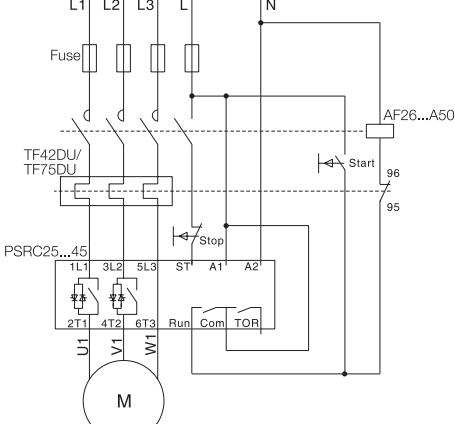 L1 L2 L3 L N
Fuse
AF26...A50
TF42DU/
TF75DU
Start
96
95
Stop
PSRC25...45
1L1 3L2 5L3 ST A1 A2
2T1 4T2 6T3 Run Com TOR
U1 V1 W1
M